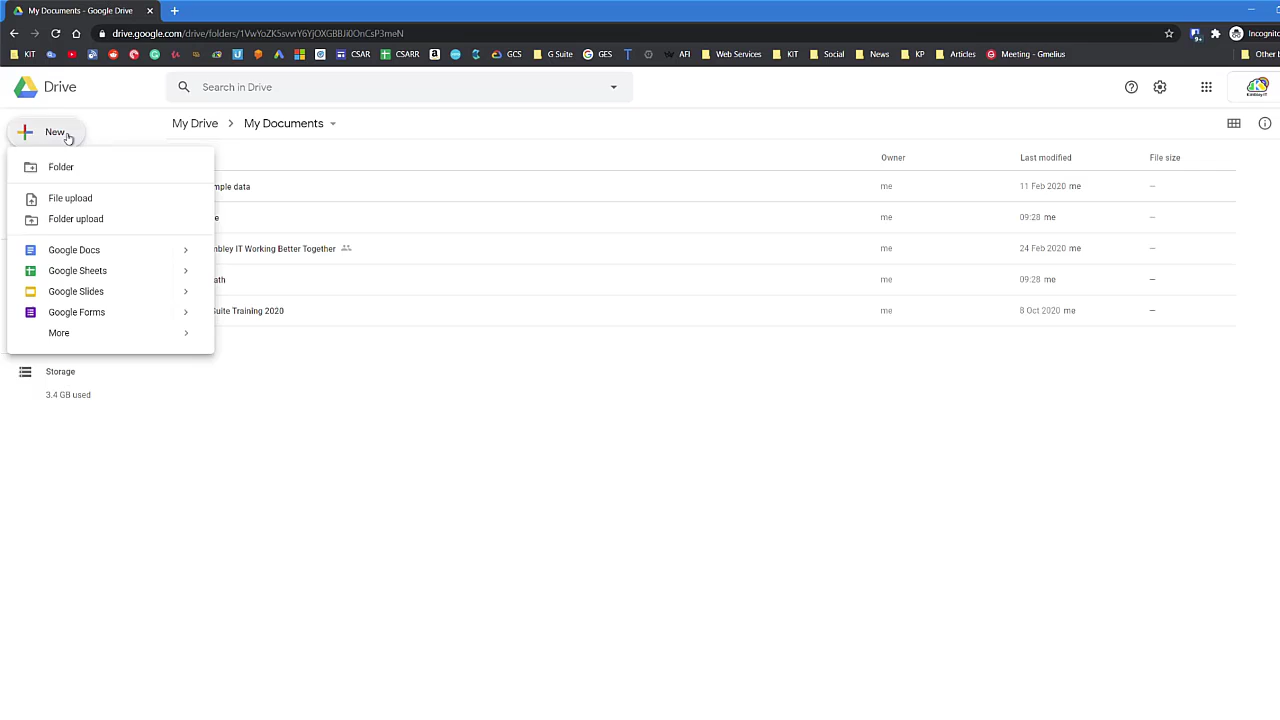 My Documents - Google Drive
drive.google.com/drive/folders/1VwYoZK5svvrY6YjOXGBBJi0OnCsP3meN
Incognito
KIT CSAR CSARR GCS G Suite GES AFI Web Services KIT Social News KP Articles Meeting - Gmelius Other b
Drive
Search in Drive
New
My Drive > My Documents
Owner Last modified File size
Folder
mple data me 11 Feb 2020 me --
File upload
Folder upload
e me 09:28 me --
Google Docs
mbley IT Working Better Together me 24 Feb 2020 me --
Google Sheets
ath me 09:28 me --
Google Slides
Google Forms
Suite Training 2020 me 8 Oct 2020 me --
More
Storage
3.4 GB used